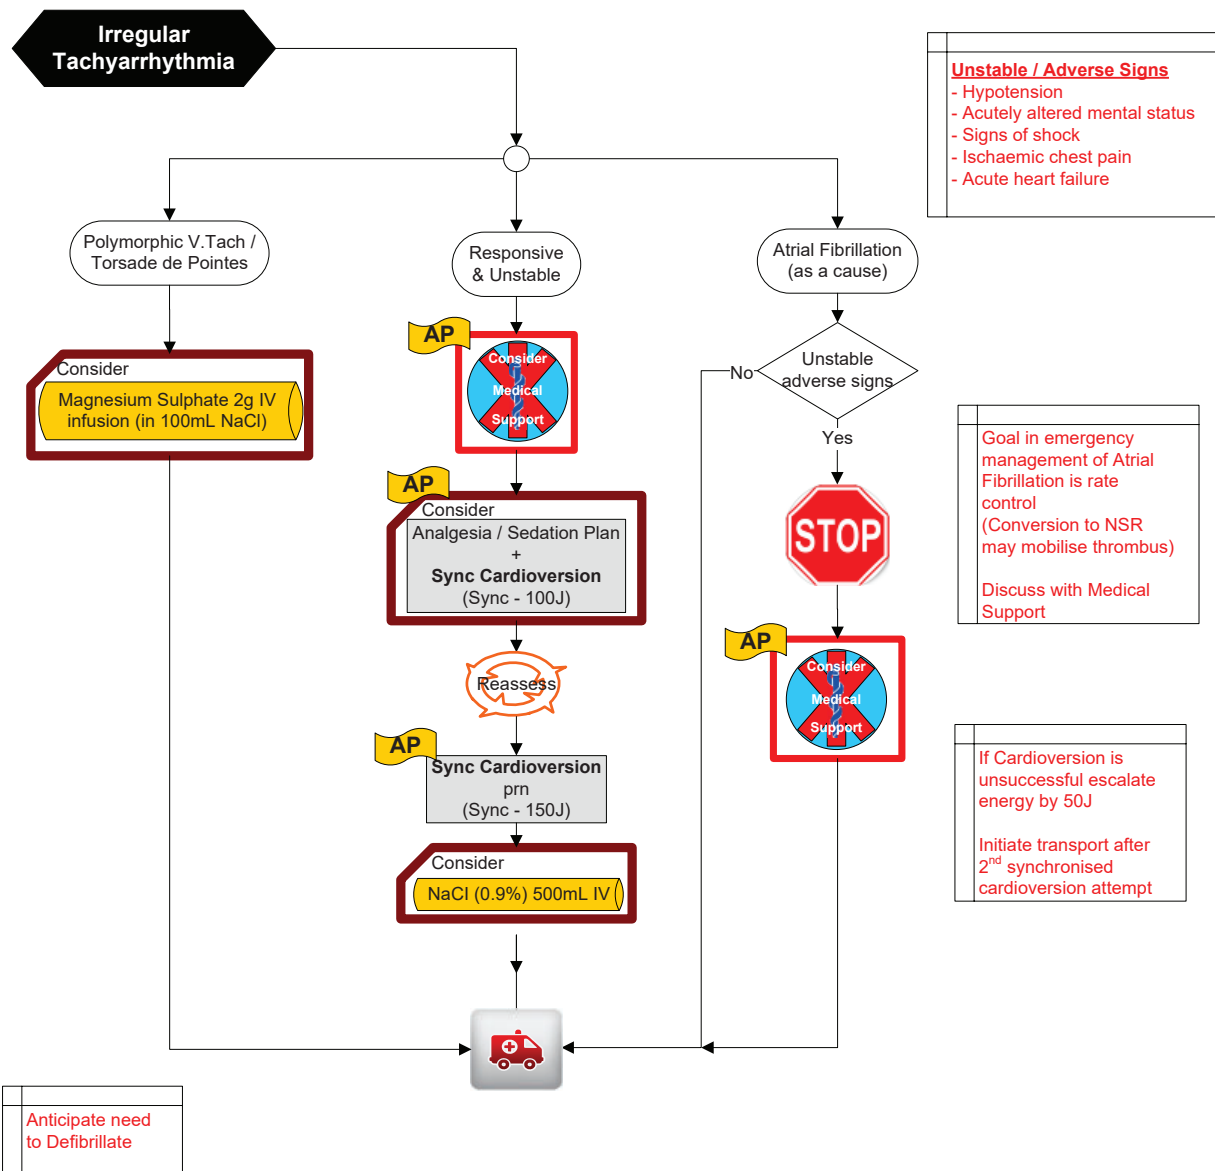 Irregular
Tachyarrhythmia
Unstable / Adverse Signs
- Hypotension
- Acutely altered mental status
- Signs of shock
- Ischaemic chest pain
- Acute heart failure
Polymorphic V.Tach /
Torsade de Pointes
Responsive
& Unstable
Atrial Fibrillation
(as a cause)
AP
Consider
Medical
Support
Unstable
adverse signs
No
Yes
Consider
Magnesium Sulphate 2g IV
infusion (in 100mL NaCl)
Goal in emergency
management of Atrial
Fibrillation is rate
control
(Conversion to NSR
may mobilise thrombus)
Discuss with Medical
Support
AP
Consider
Analgesia / Sedation Plan
+
Sync Cardioversion
(Sync - 100J)
STOP
Reassess
AP
Consider
Medical
Support
AP
Sync Cardioversion
prn
(Sync - 150J)
If Cardioversion is
unsuccessful escalate
energy by 50J
Initiate transport after
2nd synchronised
cardioversion attempt
Consider
NaCl (0.9%) 500mL IV
Anticipate need
to Defibrillate